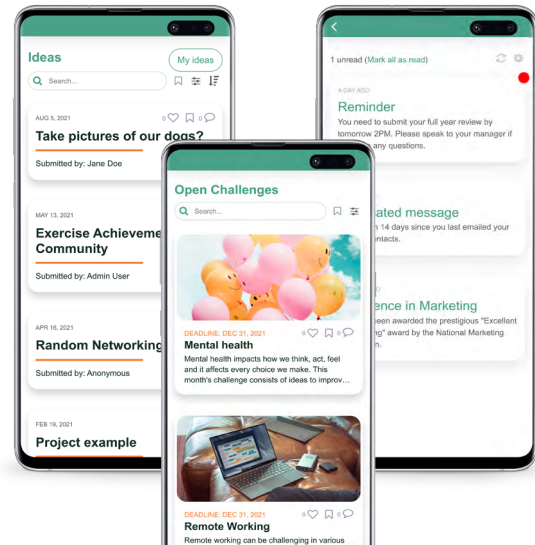 Ideas
My ideas
Search...
AUG 5, 2021
0 0
Take pictures of our dogs?
Submitted by: Jane Doe
MAY 13, 2021
Exercise Achieveme
Community
Submitted by: Admin User
APR 16, 2021
Random Networking
Submitted by: Anonymous
FEB 19, 2021
Project example
Open Challenges
Search...
DEADLINE: DEC 31, 2021
0 0
Mental health
Mental health impacts how we think, act, feel
and it affects every choice we make. This
month's challenge consists of ideas to improv...
DEADLINE: DEC 31, 2021
0 0
Remote Working
Remote working can be challenging in various
1 unread (Mark all as read)
A DAY AGO
Reminder
You need to submit your full year review by
tomorrow 2PM. Please speak to your manager if
any questions.
ated message
14 days since you last emailed your
ntacts.
ence in Marketing
een awarded the prestigious "Excellent
ng" award by the National Marketing
n.